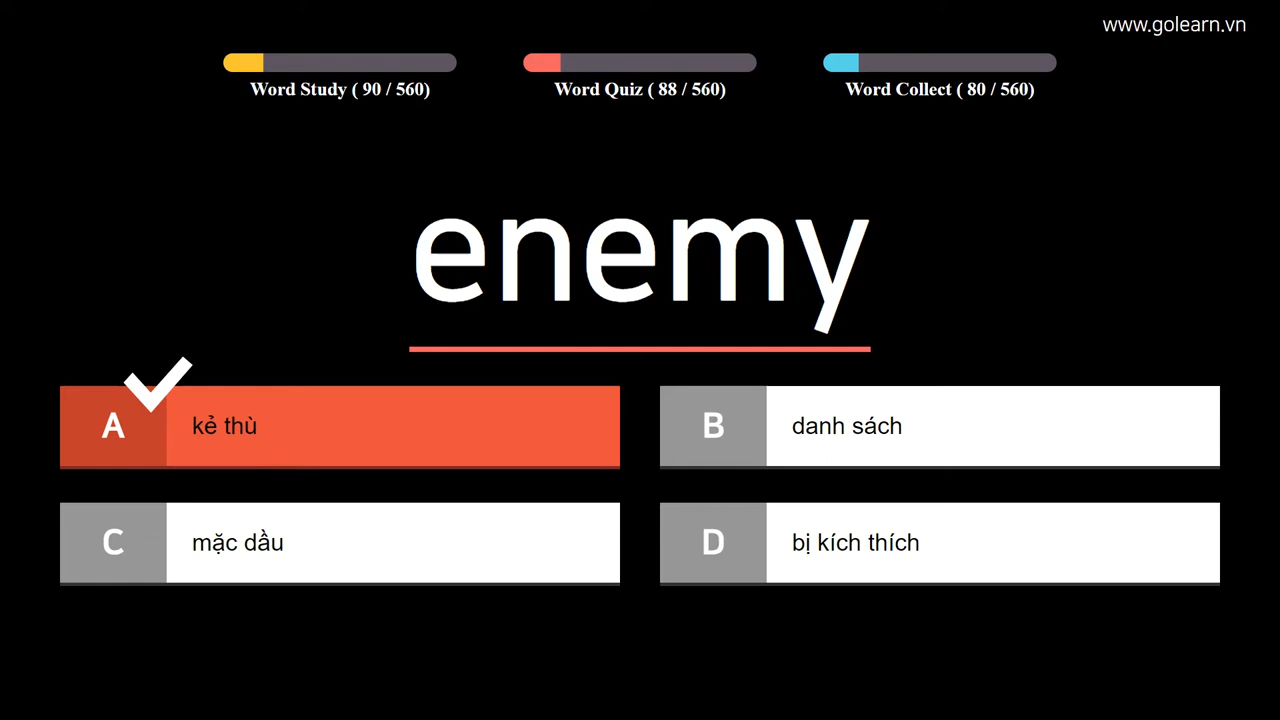 www.golearn.vn
Word Study ( 90 / 560)
Word Quiz ( 88 / 560)
Word Collect ( 80 / 560)
enemy
A kẻ thù
B danh sách
C mặc dầu
D bị kích thích